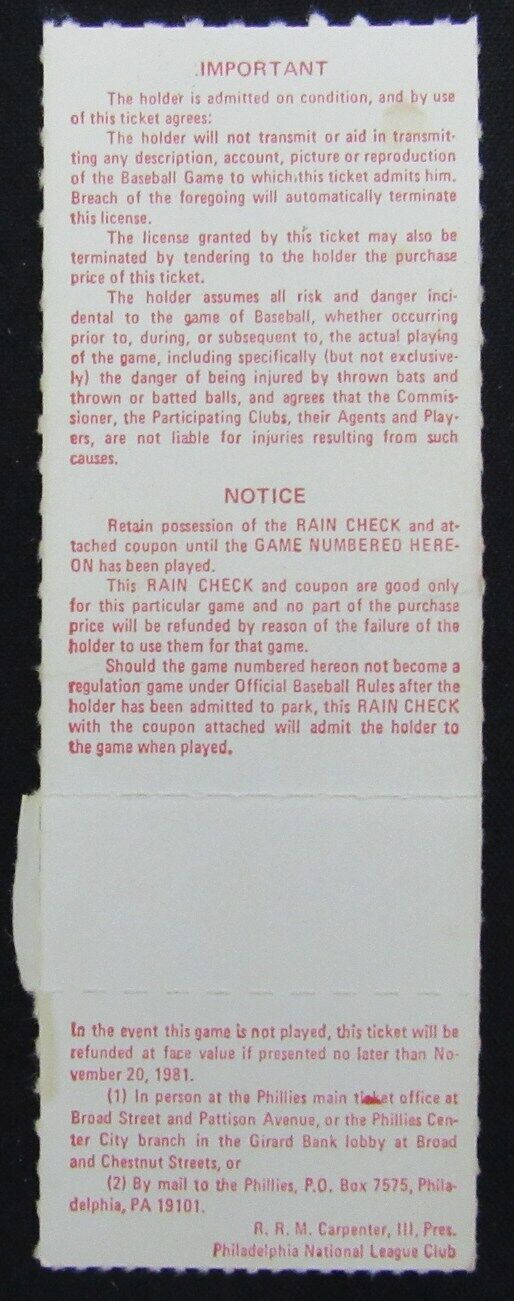 IMPORTANT
The holder is admitted on condition, and by use
of this ticket agrees:
The holder will not transmit or aid in transmit-
ting any description, account, picture or reproduction
of the Baseball Game to which this ticket admits him.
Breach of the foregoing will automatically terminate
this license.
The license granted by this ticket may also be
terminated by tendering to the holder the purchase
price of this ticket.
The holder assumes all risk and danger inci-
dental to the game of Baseball, whether occurring
prior to, during, or subsequent to, the actual playing
of the game, including specifically (but not exclusive-
ly) the danger of being injured by thrown bats and
thrown or batted balls, and agrees that the Commis-
sioner, the Participating Clubs, their Agents and Play-
ers, are not liable for injuries resulting from such
causes.
NOTICE
Retain possession of the RAIN CHECK and at-
tached coupon until the GAME NUMBERED HERE-
ON has been played.
This RAIN CHECK and coupon are good only
for this particular game and no part of the purchase
price will be refunded by reason of the failure of the
holder to use them for that game.
Should the game numbered hereon not become a
regulation game under Official Baseball Rules after the
holder has been admitted to park, this RAIN CHECK
with the coupon attached will admit the holder to
the game when played.
In the event this game is not played, this ticket will be
refunded at face value if presented no later than No-
vember 20, 1981.
(1) In person at the Phillies main ticket office at
Broad Street and Pattison Avenue, or the Phillies Cen-
ter City branch in the Girard Bank lobby at Broad
and Chestnut Streets, or
(2) By mail to the Phillies, P.O. Box 7575, Phila-
delphia, PA 19101.
R. R. M. Carpenter, III, Pres.
Philadelphia National League Club